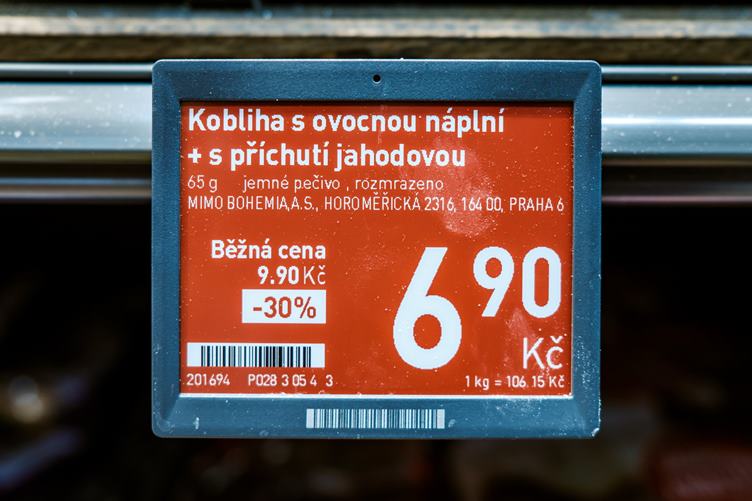 Kobliha s ovocnou náplní
+ s příchutí jahodovou
65 g jemné pečivo , rozmrazeno
MIMO BOHEMIA,A.S., HOROMĚŘICKÁ 2316, 164 00, PRAHA 6
Běžná cena
9.90 Kč
-30%
6 90
Kč
201694 P028 3 05 4 3
1 kg = 106.15 Kč